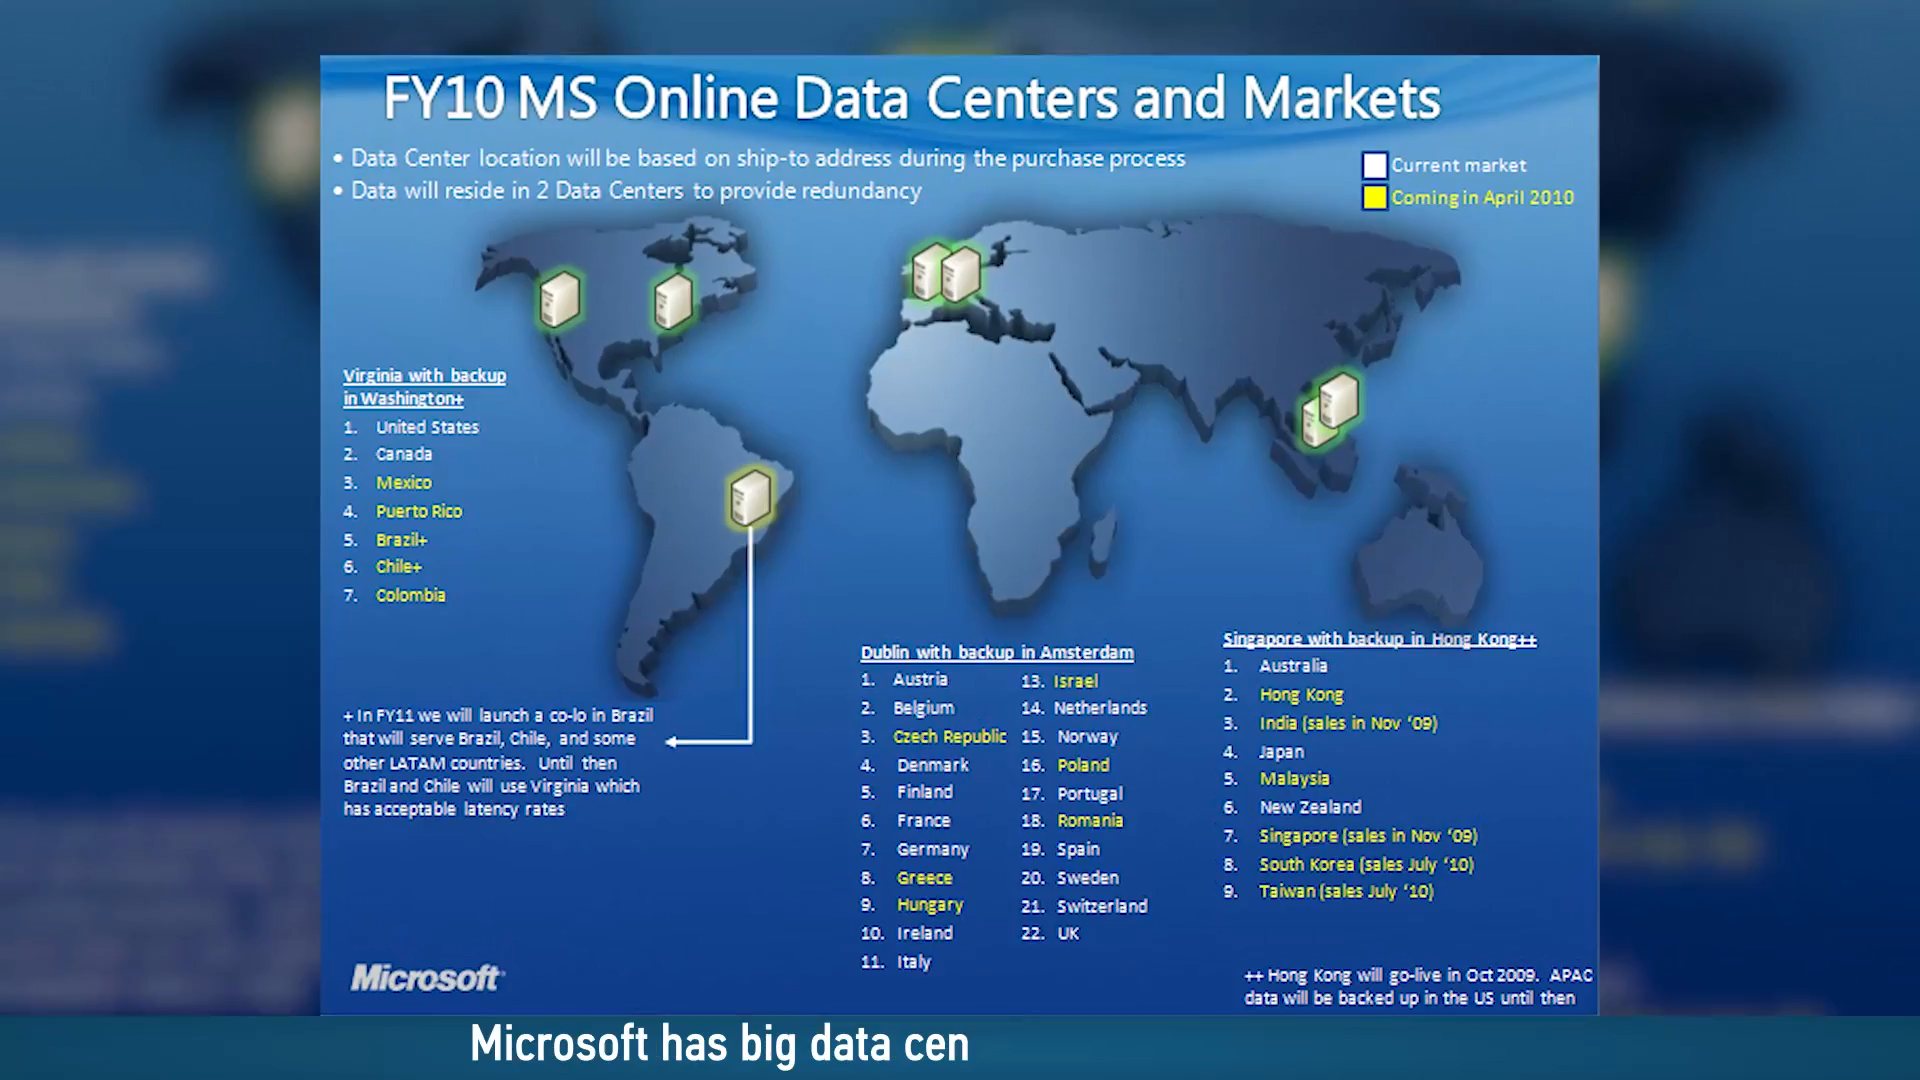 FY10 MS Online Data Centers and Markets
• Data Center location will be based on ship-to address during the purchase process
• Data will reside in 2 Data Centers to provide redundancy
Current market
Coming in April 2010
Virginia with backup
in Washington+
1. United States
2. Canada
3. Mexico
4. Puerto Rico
5. Brazil+
6. Chile+
7. Colombia
+ In FY11 we will launch a co-lo in Brazil
that will serve Brazil, Chile, and some
other LATAM countries. Until then
Brazil and Chile will use Virginia which
has acceptable latency rates
Dublin with backup in Amsterdam
1. Austria
2. Belgium
3. Czech Republic
4. Denmark
5. Finland
6. France
7. Germany
8. Greece
9. Hungary
10. Ireland
11. Italy
13. Israel
14. Netherlands
15. Norway
16. Poland
17. Portugal
18. Romania
19. Spain
20. Sweden
21. Switzerland
22. UK
Singapore with backup in Hong Kong++
1. Australia
2. Hong Kong
3. India (sales in Nov ‘09)
4. Japan
5. Malaysia
6. New Zealand
7. Singapore (sales in Nov ‘09)
8. South Korea (sales July ‘10)
9. Taiwan (sales July ‘10)
++ Hong Kong will go-live in Oct 2009. APAC
data will be backed up in the US until then
Microsoft
Microsoft has big data cen